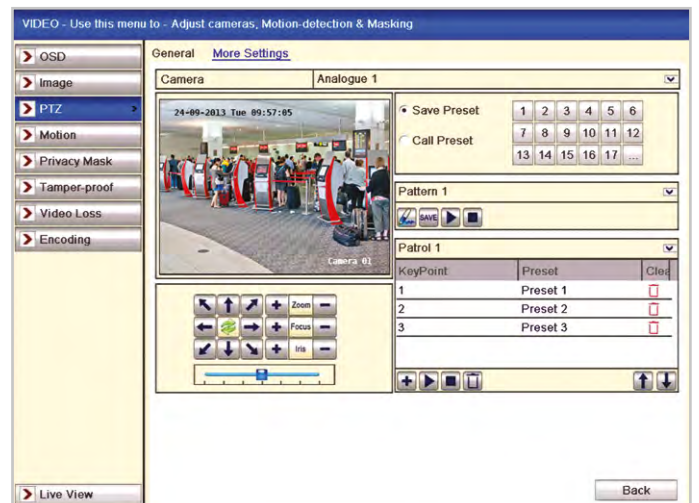 VIDEO - Use this menu to - Adjust cameras, Motion-detection & Masking
OSD
Image
PTZ
Motion
Privacy Mask
Tamper-proof
Video Loss
Encoding
Live View
General More Settings
Camera Analogue 1
24-09-2013 Tue 09:57:05
Camera 01
Save Preset
Call Preset
1 2 3 4 5 6
7 8 9 10 11 12
13 14 15 16 17 ...
Pattern 1
SAVE
Patrol 1
KeyPoint Preset Clea
1 Preset 1
2 Preset 2
3 Preset 3
+ Zoom −
+ Focus −
+ Iris −
Back